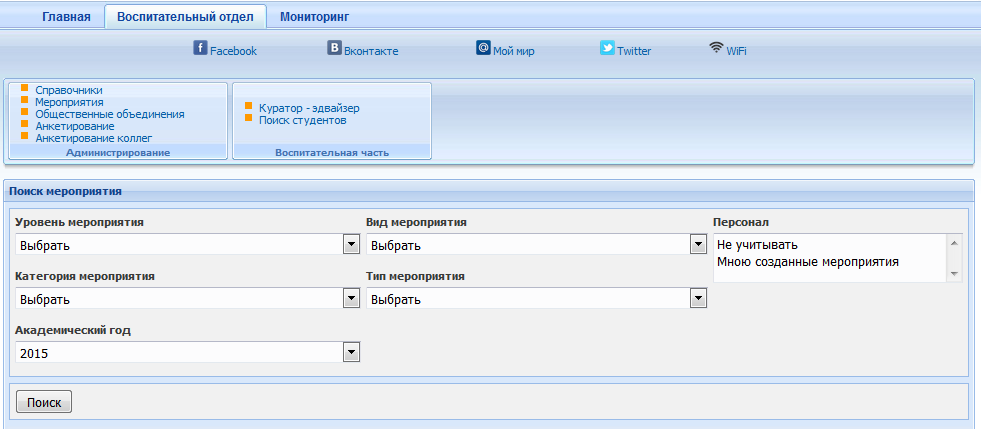 Главная Воспитательный отдел Мониторинг
Facebook Вконтакте Мой мир Twitter WiFi
Справочники
Мероприятия
Общественные объединения
Анкетирование
Анкетирование коллег
Администрирование
Куратор - эдвайзер
Поиск студентов
Воспитательная часть
Поиск мероприятия
Уровень мероприятия
Выбрать
Вид мероприятия
Выбрать
Персонал
Не учитывать
Мною созданные мероприятия
Категория мероприятия
Выбрать
Тип мероприятия
Выбрать
Академический год
2015
Поиск